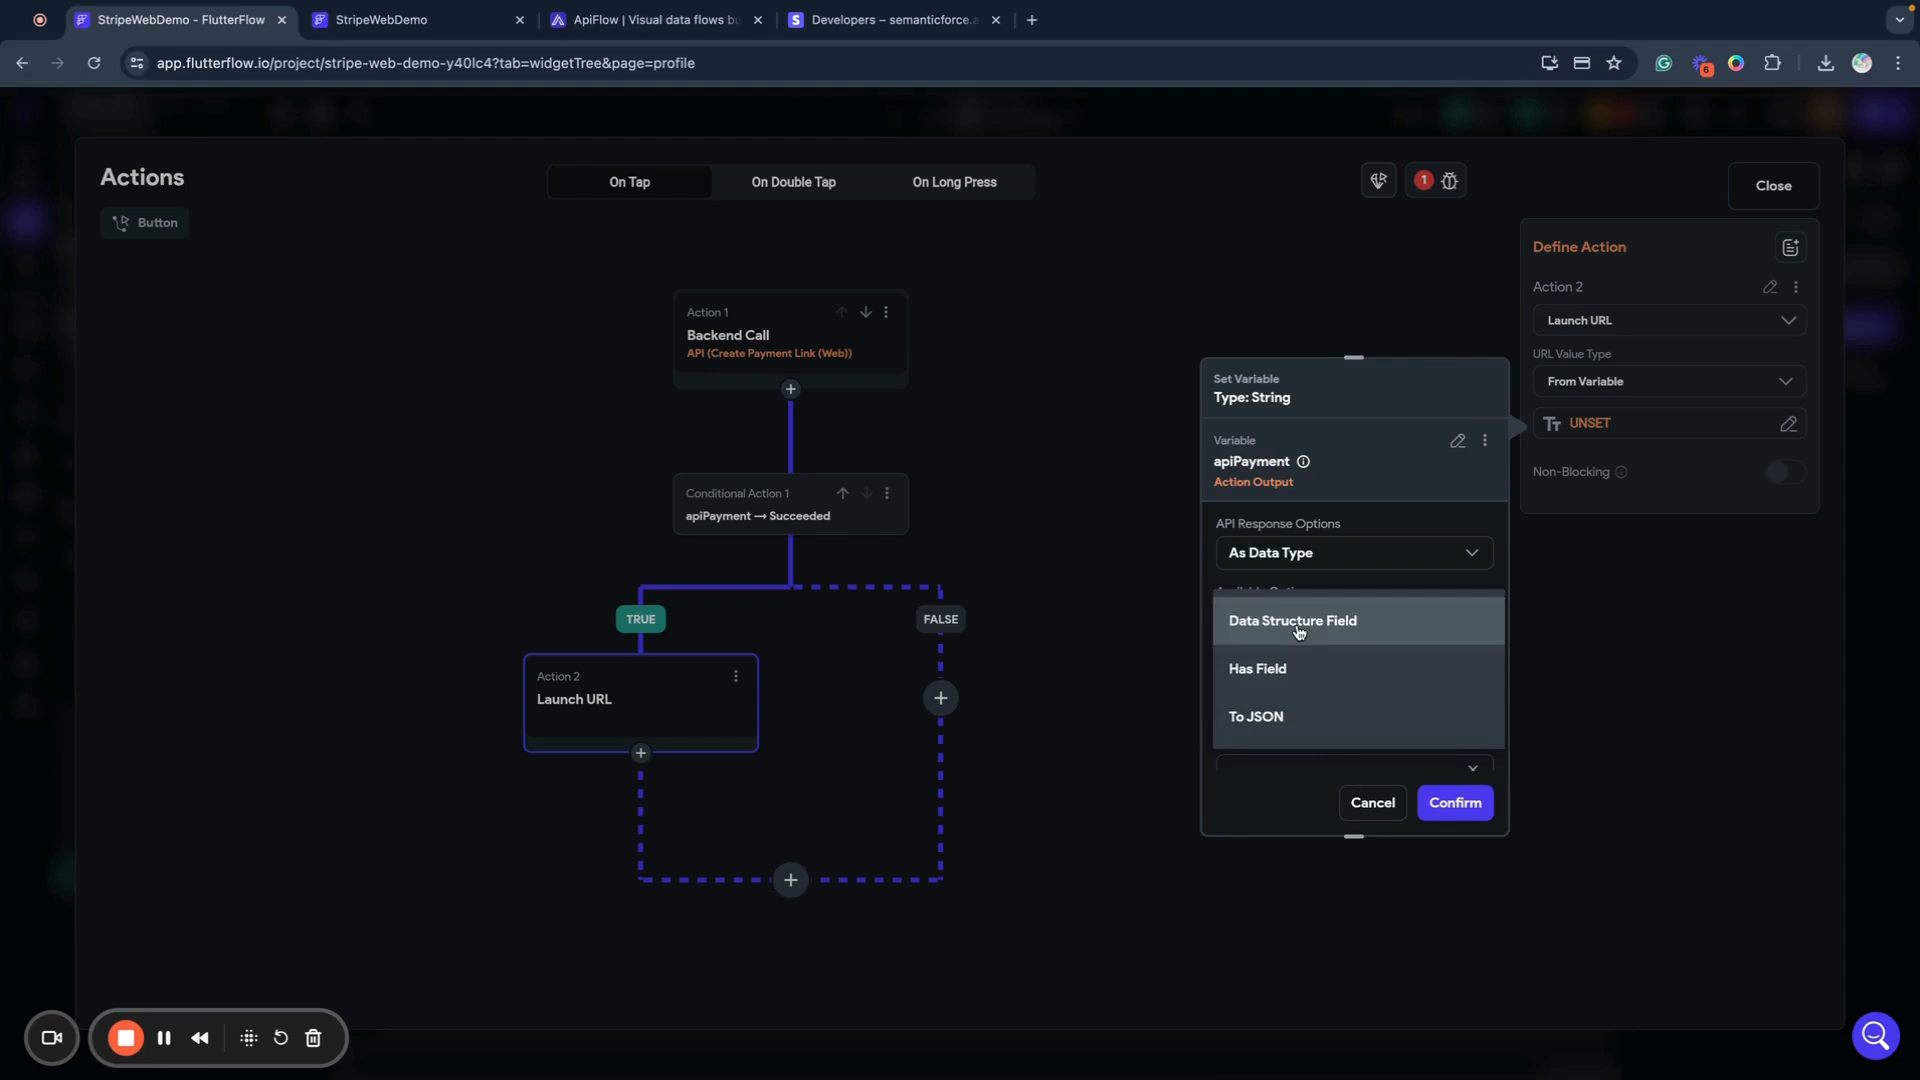 StripeWebDemo - FlutterFlow
StripeWebDemo
ApiFlow | Visual data flows bu
Developers – semanticforce.a
app.flutterflow.io/project/stripe-web-demo-y40lc4?tab=widgetTree&page=profile
6
Actions
On Tap
On Double Tap
On Long Press
1
Close
Button
Define Action
Action 2
Launch URL
URL Value Type
From Variable
Tт UNSET
Non-Blocking
Action 1
Backend Call
API (Create Payment Link (Web))
Conditional Action 1
apiPayment → Succeeded
TRUE
FALSE
Action 2
Launch URL
Set Variable
Type: String
Variable
apiPayment
Action Output
API Response Options
As Data Type
Data Structure Field
Has Field
To JSON
Cancel
Confirm